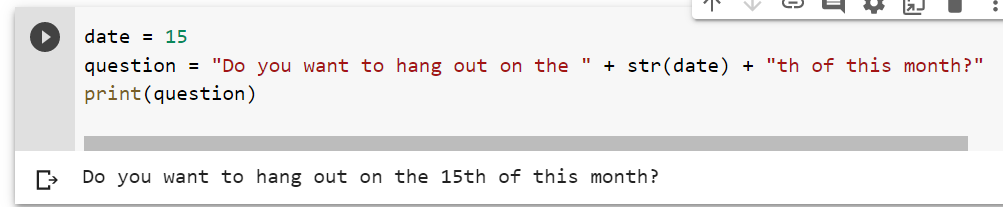 date = 15
question = "Do you want to hang out on the " + str(date) + "th of this month?"
print(question)
Do you want to hang out on the 15th of this month?